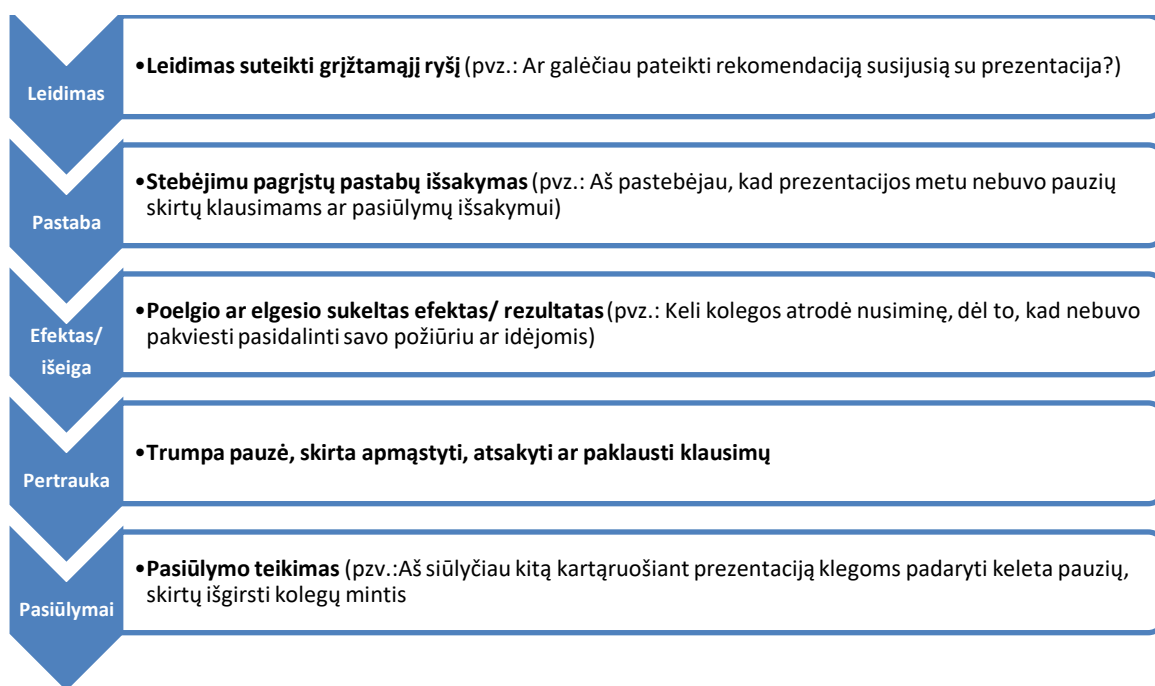 Leidimas
•Leidimas suteikti grįžtamąjį ryšį (pvz.: Ar galėčiau pateikti rekomendaciją susijusią su prezentacija?)
Pastaba
•Stebėjimu pagrįstų pastabų išsakymas (pvz.: Aš pastebėjau, kad prezentacijos metu nebuvo pauzių
skirtų klausimams ar pasiūlymų išsakymui)
Efektas/
išeiga
•Poelgio ar elgesio sukeltas efektas/ rezultatas (pvz.: Keli kolegos atrodė nusiminę, dėl to, kad nebuvo
pakviesti pasidalinti savo požiūriu ar idėjomis)
Pertrauka
•Trumpa pauzė, skirta apmąstyti, atsakyti ar paklausti klausimų
Pasiūlymai
•Pasiūlymo teikimas (pzv.:Aš siūlyčiau kitą kartąruošiant prezentaciją klegoms padaryti keleta pauzių,
skirtų išgirsti kolegų mintis